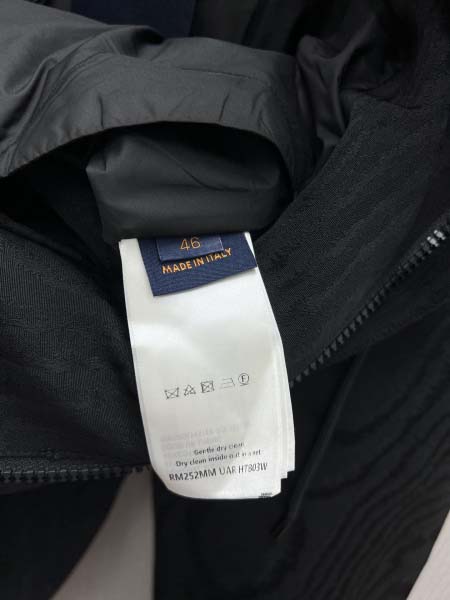 46
MADE IN ITALY
F
Gentle dry clean
Dry clean inside out in a net
RM252MM UAR HTB03W